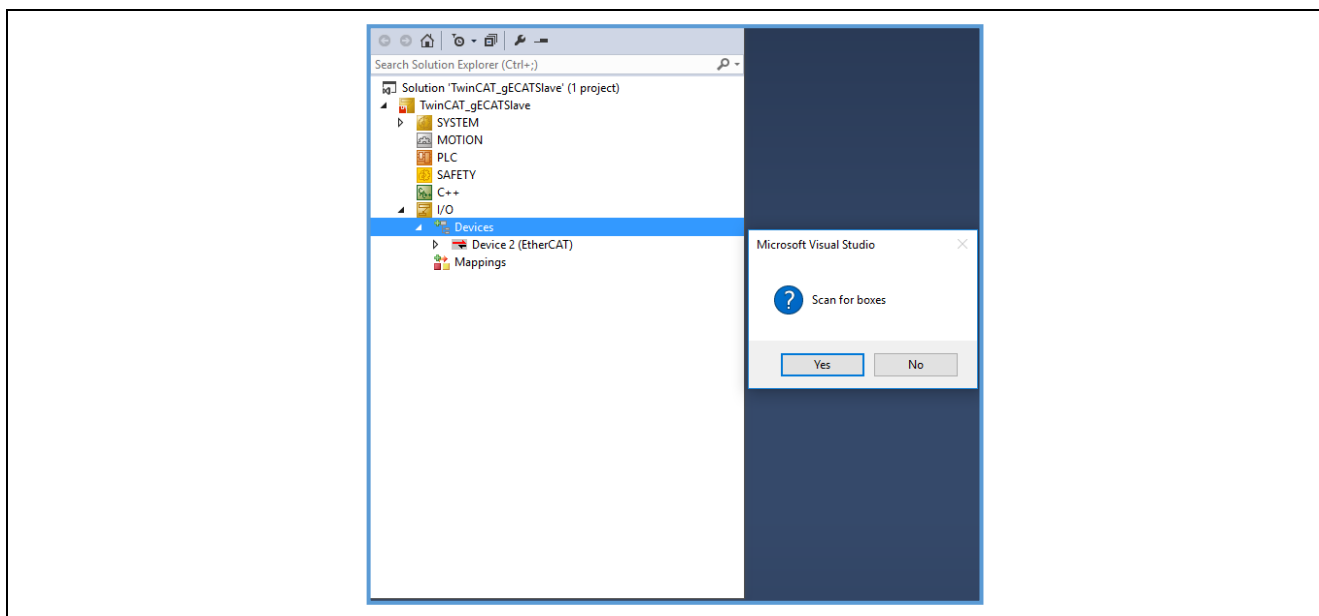 Search Solution Explorer (Ctrl+;)
Solution 'TwinCAT_gECATSlave' (1 project)
TwinCAT_gECATSlave
SYSTEM
MOTION
PLC
SAFETY
C++
I/O
Devices
Device 2 (EtherCAT)
Mappings
Microsoft Visual Studio
Scan for boxes
Yes No